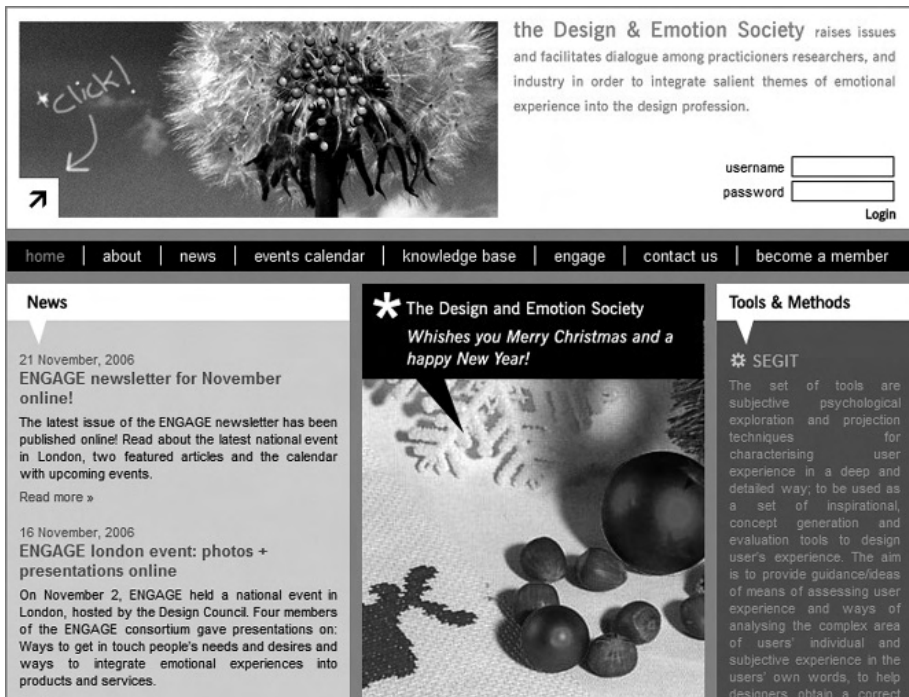 *click!
the Design & Emotion Society raises issues
and facilitates dialogue among practicioners researchers, and
industry in order to integrate salient themes of emotional
experience into the design profession.
username
password
Login
home about news events calendar knowledge base engage contact us become a member
News
21 November, 2006
ENGAGE newsletter for November
online!
The latest issue of the ENGAGE newsletter has been
published online! Read about the latest national event
in London, two featured articles and the calendar
with upcoming events.
Read more »
16 November, 2006
ENGAGE london event: photos +
presentations online
On November 2, ENGAGE held a national event in
London, hosted by the Design Council. Four members
of the ENGAGE consortium gave presentations on:
Ways to get in touch people's needs and desires and
ways to integrate emotional experiences into
products and services.
* The Design and Emotion Society
Whishes you Merry Christmas and a
happy New Year!
Tools & Methods
SEGIT
The set of tools are
subjective psychological
exploration and projection
techniques for
characterising user
experience in a deep and
detailed way; to be used as
a set of inspirational,
concept generation and
evaluation tools to design
user's experience. The aim
is to provide guidance/ideas
of means of assessing user
experience and ways of
analysing the complex area
of users' individual and
subjective experience in the
users' own words, to help
designers obtain a correct